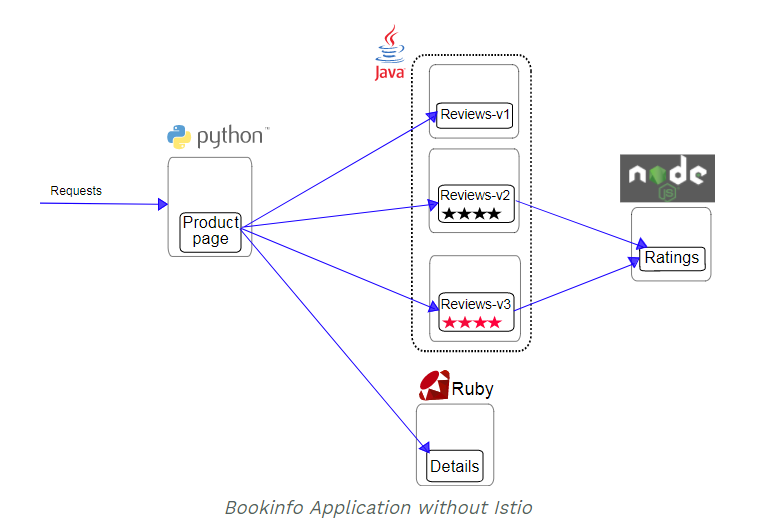 Java
Reviews-v1
python™
Requests
Product
page
Reviews-v2
node
JS
Ratings
Reviews-v3
Ruby
Details
Bookinfo Application without Istio